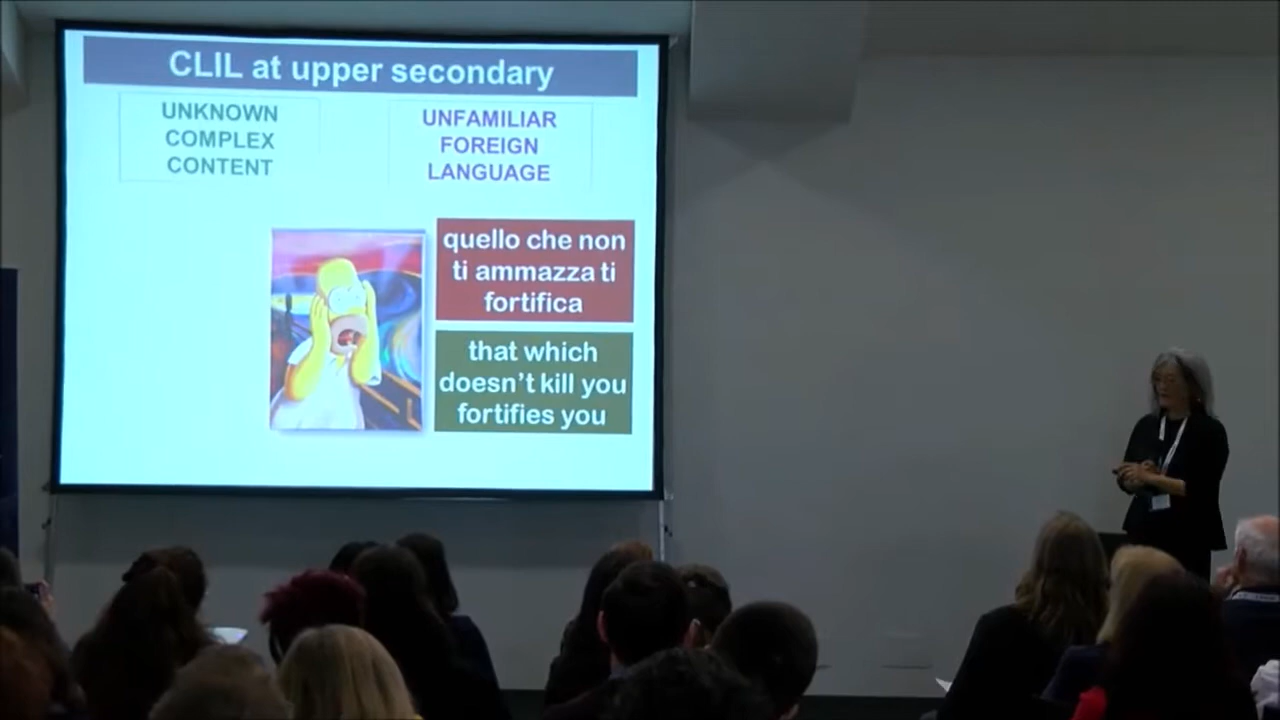 CLIL at upper secondary
UNKNOWN
COMPLEX
CONTENT
UNFAMILIAR
FOREIGN
LANGUAGE
quello che non
ti ammazza ti
fortifica
that which
doesn't kill you
fortifies you